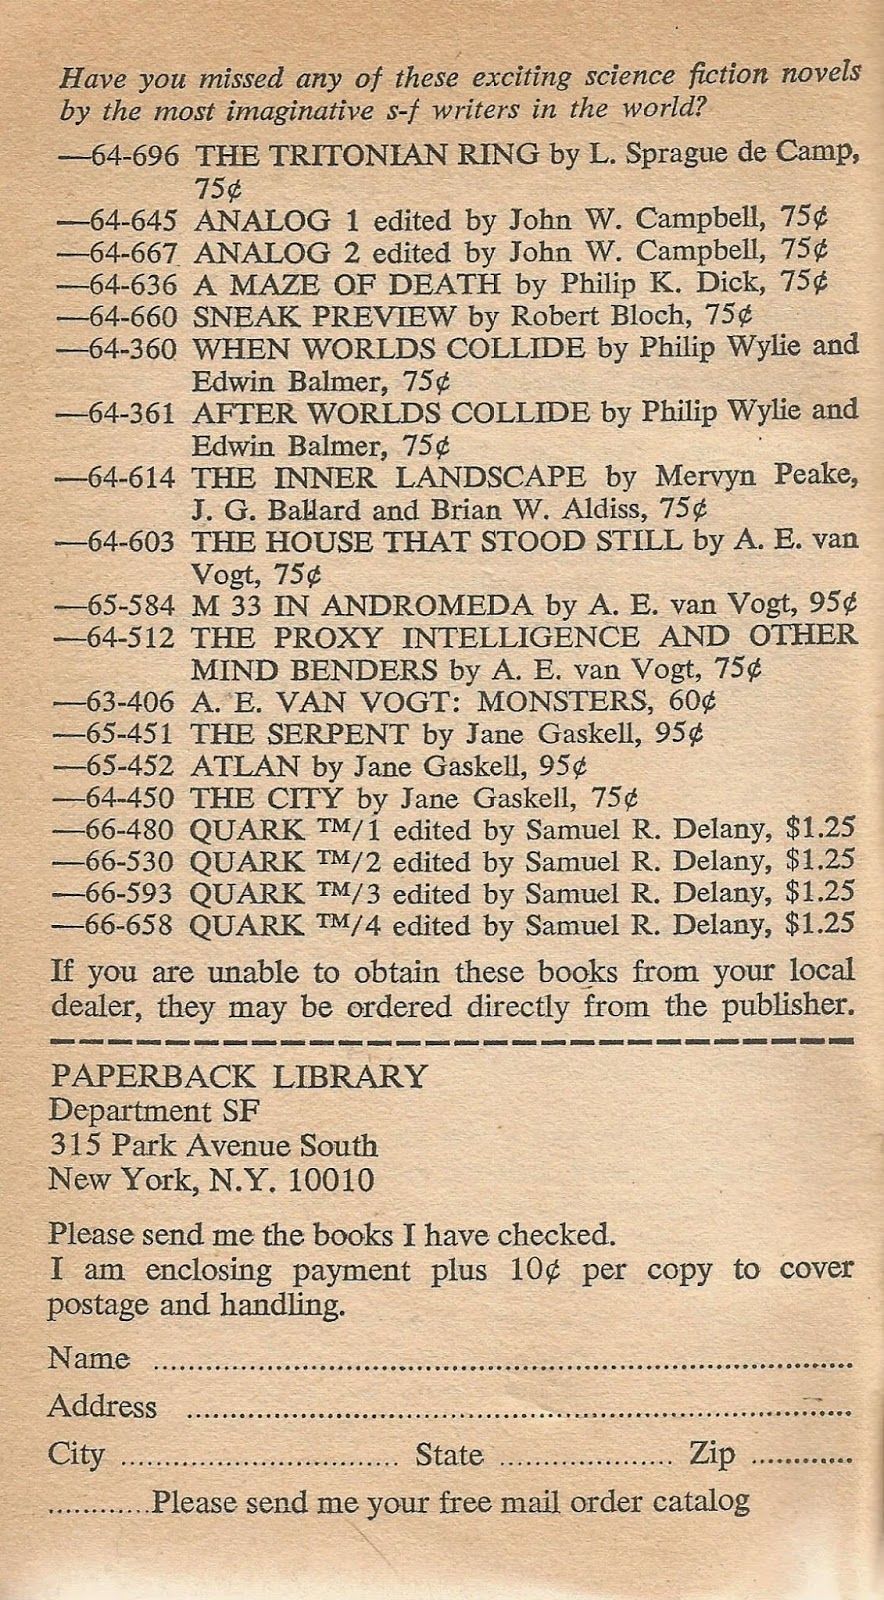 Have you missed any of these exciting science fiction novels
by the most imaginative s-f writers in the world?
—64-696 THE TRITONIAN RING by L. Sprague de Camp,
75¢
—64-645 ANALOG 1 edited by John W. Campbell, 75¢
—64-667 ANALOG 2 edited by John W. Campbell, 75¢
—64-636 A MAZE OF DEATH by Philip K. Dick, 75¢
—64-660 SNEAK PREVIEW by Robert Bloch, 75¢
—64-360 WHEN WORLDS COLLIDE by Philip Wylie and
Edwin Balmer, 75¢
—64-361 AFTER WORLDS COLLIDE by Philip Wylie and
Edwin Balmer, 75¢
—64-614 THE INNER LANDSCAPE by Mervyn Peake,
J. G. Ballard and Brian W. Aldiss, 75¢
—64-603 THE HOUSE THAT STOOD STILL by A. E. van
Vogt, 75¢
—65-584 M 33 IN ANDROMEDA by A. E. van Vogt, 95¢
—64-512 THE PROXY INTELLIGENCE AND OTHER
MIND BENDERS by A. E. van Vogt, 75¢
—63-406 A. E. VAN VOGT: MONSTERS, 60¢
—65-451 THE SERPENT by Jane Gaskell, 95¢
—65-452 ATLAN by Jane Gaskell, 95¢
—64-450 THE CITY by Jane Gaskell, 75¢
—66-480 QUARK ™/1 edited by Samuel R. Delany, $1.25
—66-530 QUARK ™/2 edited by Samuel R. Delany, $1.25
—66-593 QUARK ™/3 edited by Samuel R. Delany, $1.25
—66-658 QUARK ™/4 edited by Samuel R. Delany, $1.25
If you are unable to obtain these books from your local
dealer, they may be ordered directly from the publisher.
PAPERBACK LIBRARY
Department SF
315 Park Avenue South
New York, N.Y. 10010
Please send me the books I have checked.
I am enclosing payment plus 10¢ per copy to cover
postage and handling.
Name ..........
Address ..........
City .......... State .......... Zip ..........
..........Please send me your free mail order catalog